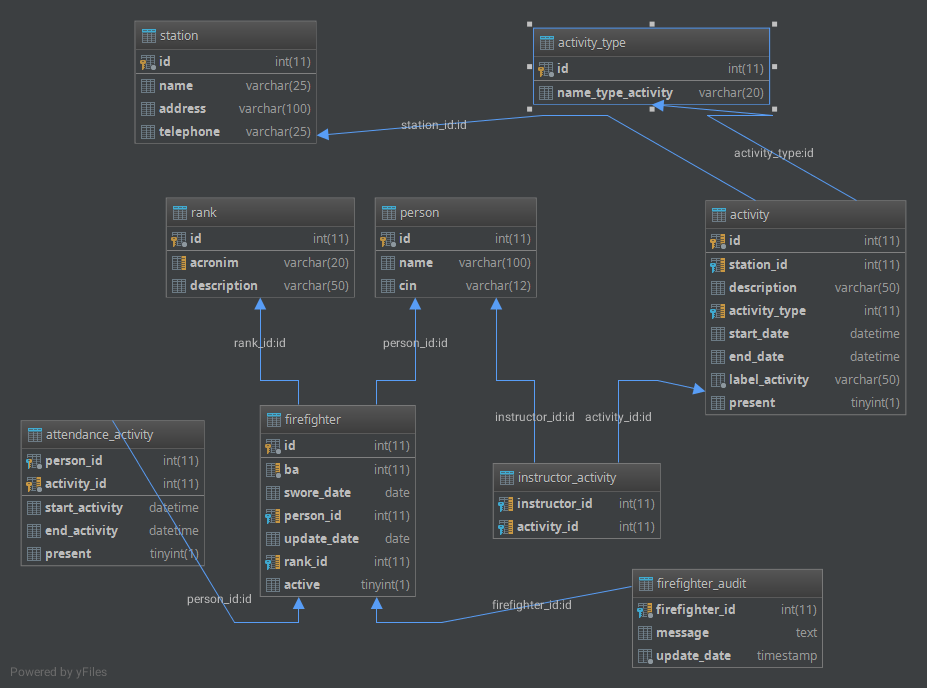 station
id int(11)
name varchar(25)
address varchar(100)
telephone varchar(25)
activity_type
id int(11)
name_type_activity varchar(20)
station_id:id
activity_type:id
rank
id int(11)
acronim varchar(20)
description varchar(50)
person
id int(11)
name varchar(100)
cin varchar(12)
activity
id int(11)
station_id int(11)
description varchar(50)
activity_type int(11)
start_date datetime
end_date datetime
label_activity varchar(50)
present tinyint(1)
rank_id:id
person_id:id
instructor_id:id
activity_id:id
attendance_activity
person_id int(11)
activity_id int(11)
start_activity datetime
end_activity datetime
present tinyint(1)
firefighter
id int(11)
ba int(11)
swore_date date
person_id int(11)
update_date date
rank_id int(11)
active tinyint(1)
instructor_activity
instructor_id int(11)
activity_id int(11)
person_id:id
firefighter_id:id
firefighter_audit
firefighter_id int(11)
message text
update_date timestamp
Powered by yFiles